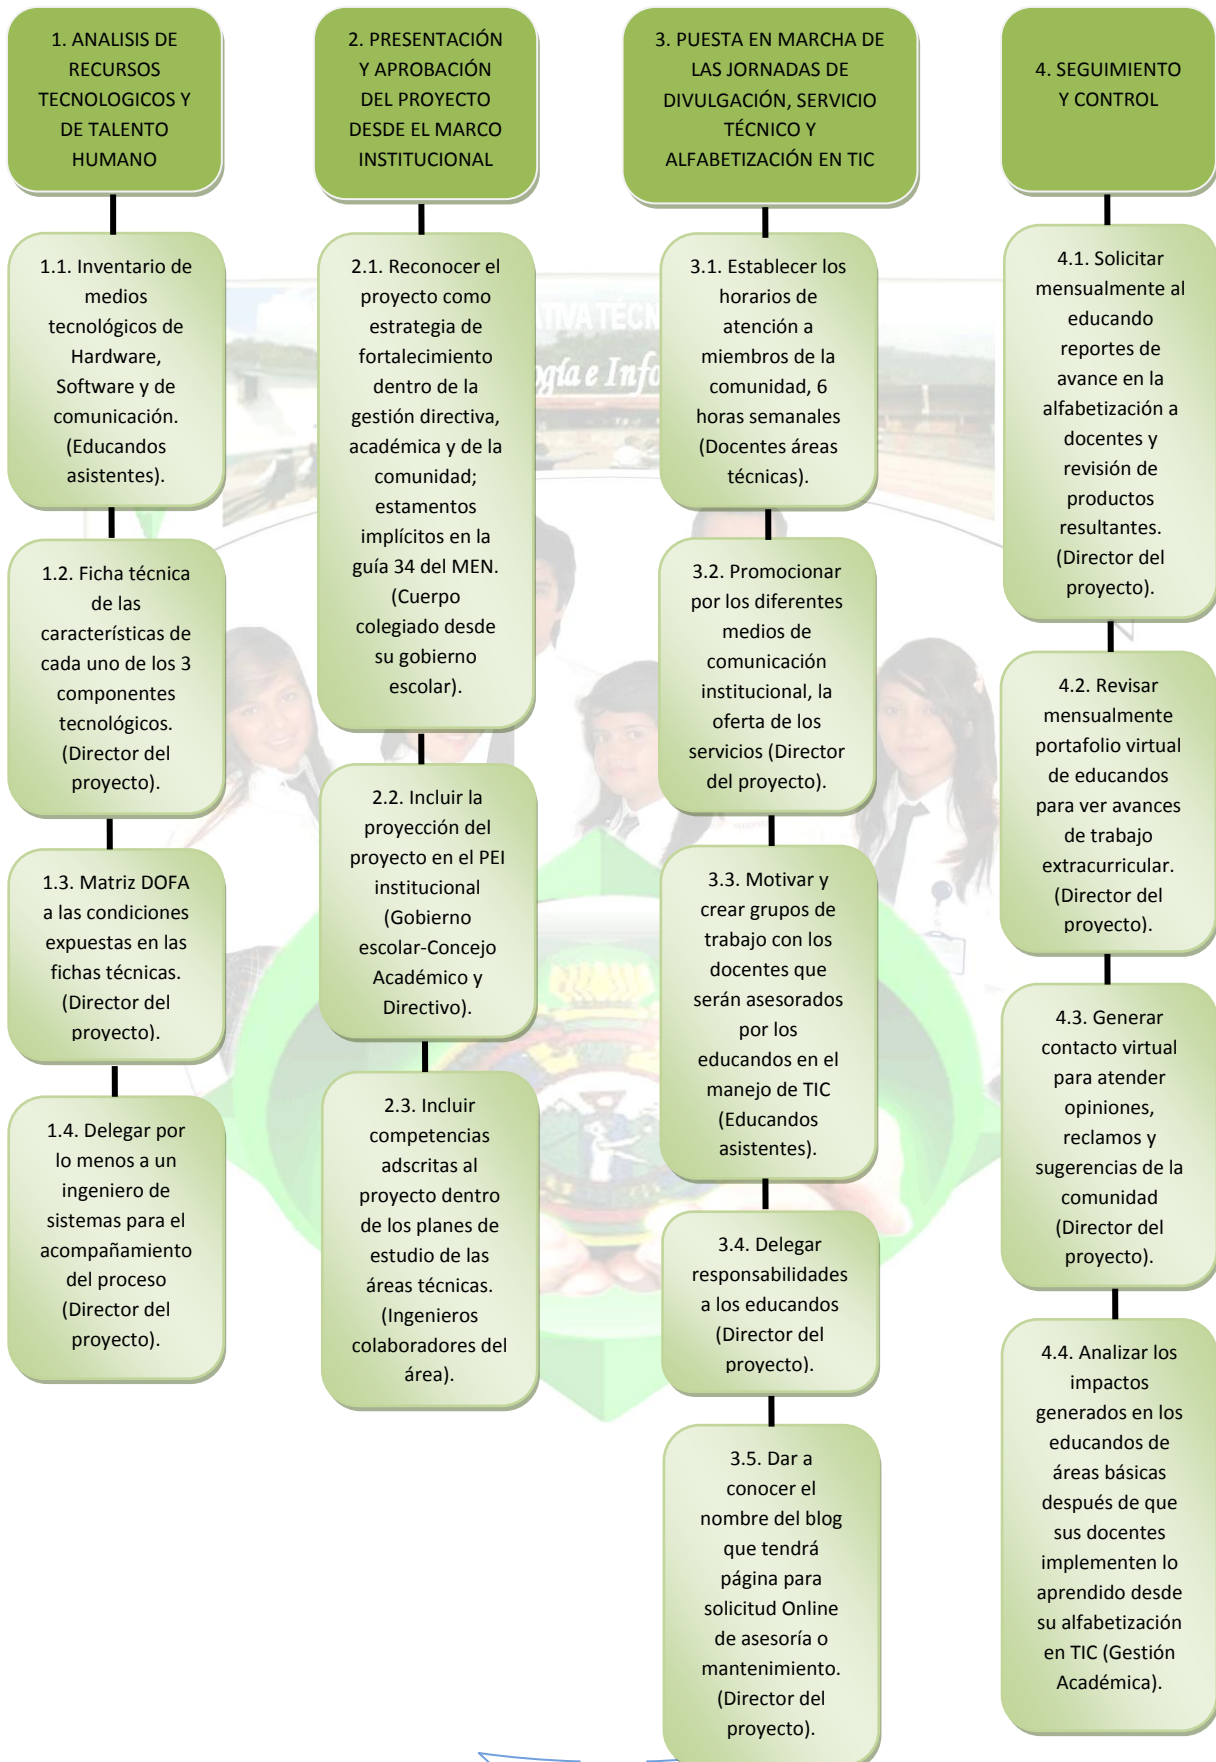 1. ANALISIS DE
RECURSOS
TECNOLOGICOS Y
DE TALENTO
HUMANO
1.1. Inventario de
medios
tecnológicos de
Hardware,
Software y de
comunicación.
(Educandos
asistentes).
1.2. Ficha técnica
de las
características de
cada uno de los 3
componentes
tecnológicos.
(Director del
proyecto).
1.3. Matriz DOFA
a las condiciones
expuestas en las
fichas técnicas.
(Director del
proyecto).
1.4. Delegar por
lo menos a un
ingeniero de
sistemas para el
acompañamiento
del proceso
(Director del
proyecto).
2. PRESENTACIÓN
Y APROBACIÓN
DEL PROYECTO
DESDE EL MARCO
INSTITUCIONAL
2.1. Reconocer el
proyecto como
estrategia de
fortalecimiento
dentro de la
gestión directiva,
académica y de la
comunidad;
estamentos
implícitos en la
guía 34 del MEN.
(Cuerpo
colegiado desde
su gobierno
escolar).
2.2. Incluir la
proyección del
proyecto en el PEI
institucional
(Gobierno
escolar-Concejo
Académico y
Directivo).
2.3. Incluir
competencias
adscritas al
proyecto dentro
de los planes de
estudio de las
áreas técnicas.
(Ingenieros
colaboradores del
área).
3. PUESTA EN MARCHA DE
LAS JORNADAS DE
DIVULGACIÓN, SERVICIO
TÉCNICO Y
ALFABETIZACIÓN EN TIC
3.1. Establecer los
horarios de
atención a
miembros de la
comunidad, 6
horas semanales
(Docentes áreas
técnicas).
3.2. Promocionar
por los diferentes
medios de
comunicación
institucional, la
oferta de los
servicios (Director
del proyecto).
3.3. Motivar y
crear grupos de
trabajo con los
docentes que
serán asesorados
por los
educandos en el
manejo de TIC
(Educandos
asistentes).
3.4. Delegar
responsabilidades
a los educandos
(Director del
proyecto).
3.5. Dar a
conocer el
nombre del blog
que tendrá
página para
solicitud Online
de asesoría o
mantenimiento.
(Director del
proyecto).
4. SEGUIMIENTO
Y CONTROL
4.1. Solicitar
mensualmente al
educando
reportes de
avance en la
alfabetización a
docentes y
revisión de
productos
resultantes.
(Director del
proyecto).
4.2. Revisar
mensualmente
portafolio virtual
de educandos
para ver avances
de trabajo
extracurricular.
(Director del
proyecto).
4.3. Generar
contacto virtual
para atender
opiniones,
reclamos y
sugerencias de la
comunidad
(Director del
proyecto).
4.4. Analizar los
impactos
generados en los
educandos de
áreas básicas
después de que
sus docentes
implementen lo
aprendido desde
su alfabetización
en TIC (Gestión
Académica).